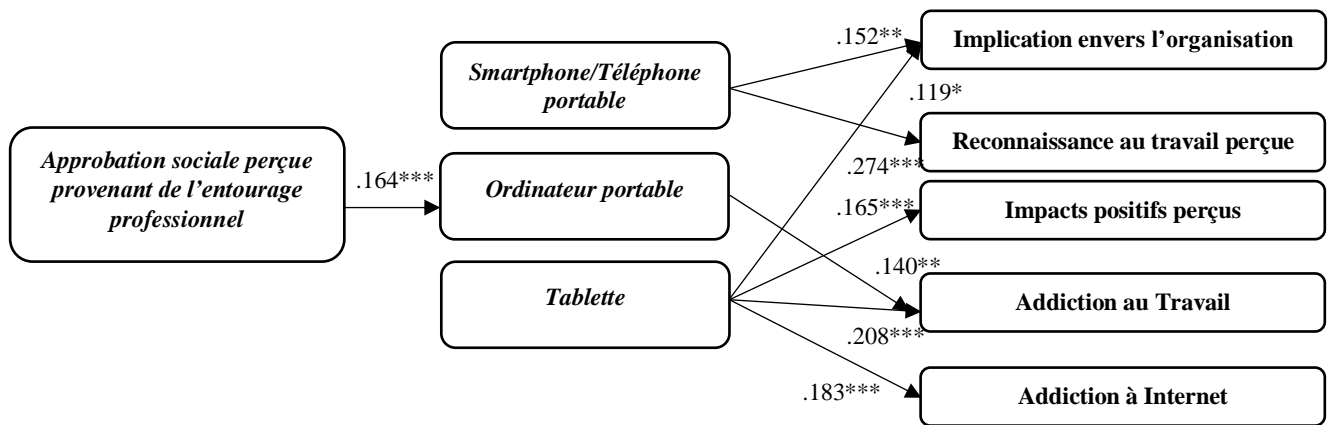 Approbation sociale perçue
provenant de l'entourage
professionnel
.164***
Smartphone/Téléphone
portable
Ordinateur portable
Tablette
.152**
.119*
.274***
.165***
.140**
.208***
.183***
Implication envers l'organisation
Reconnaissance au travail perçue
Impacts positifs perçus
Addiction au Travail
Addiction à Internet